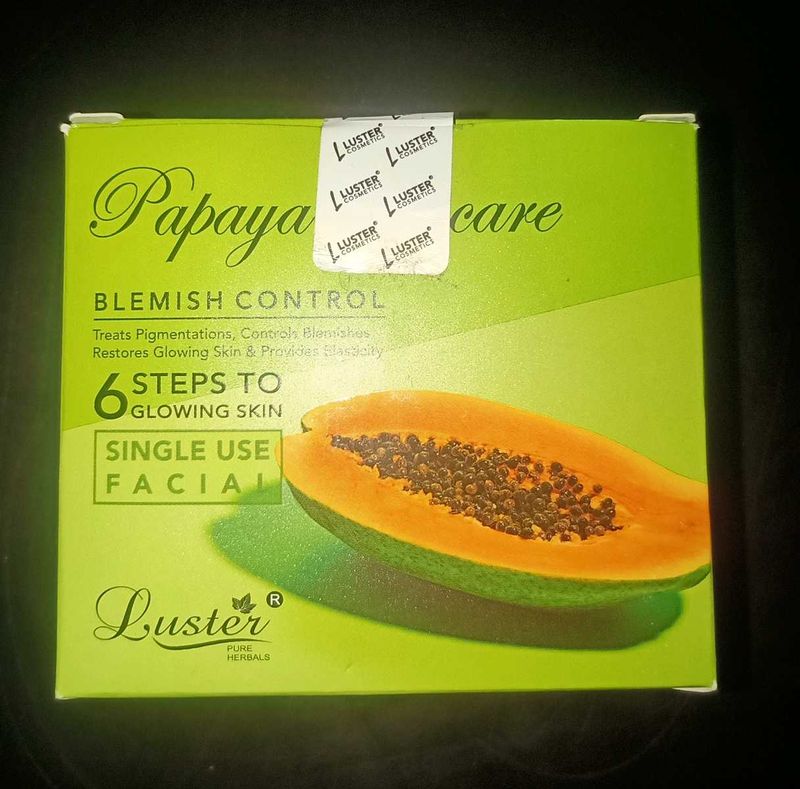 LUSTER®
COSMETICS
LUSTER®
COSMETICS
LUSTER®
COSMETICS
LUSTER®
COSMETICS
LUSTER®
COSMETICS
LUSTER®
COSMETICS
Papaya care
BLEMISH CONTROL
Treats Pigmentations, Controls Blemishes
Restores Glowing Skin & Provides Elasticity
6 STEPS TO
GLOWING SKIN
SINGLE USE
FACIAL
Luster®
PURE
HERBALS